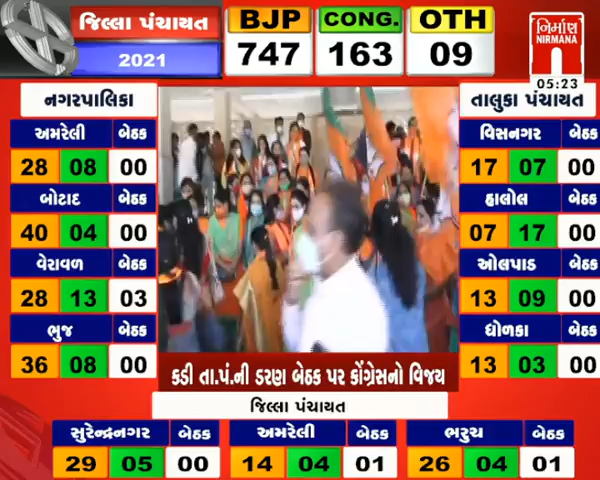 જિલ્લા પંચાયત
2021
BJP CONG. OTH
747 163 09
નિર્માણ
NIRMANA
05:23
નગરપાલિકા
અમરેલી બેઠક
28 08 00
બોટાદ બેઠક
40 04 00
વેરાવળ બેઠક
28 13 03
ભુજ બેઠક
36 08 00
તાલુકા પંચાયત
વિસનગર બેઠક
17 07 00
હાલોલ બેઠક
07 17 00
ઓલપાડ બેઠક
13 09 00
ધોળકા બેઠક
13 03 00
કડી તા.પં.ની ડરણ બેઠક પર કોંગ્રેસનો વિજય
જિલ્લા પંચાયત
સુરેન્દ્રનગર બેઠક
29 05 00
અમરેલી બેઠક
14 04 01
ભરુચ બેઠક
26 04 01